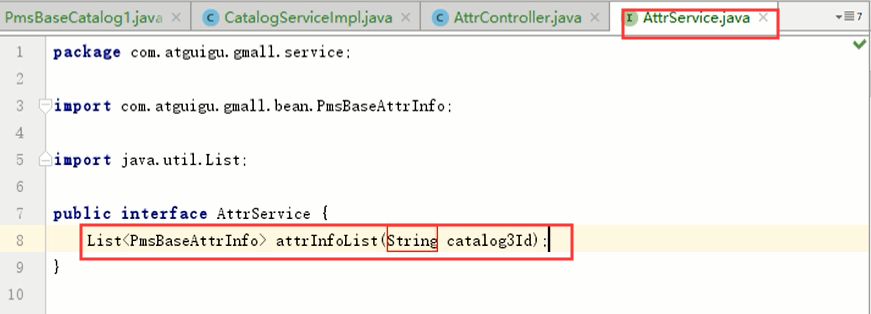 PmsBaseCatalog1.java × CatalogServiceImpl.java × AttrController.java × AttrService.java × 7
1 package com.atguigu.gmall.service;
2
3 import com.atguigu.gmall.bean.PmsBaseAttrInfo;
4
5 import java.util.List;
6
7 public interface AttrService {
8 List<PmsBaseAttrInfo> attrInfoList(String catalog3Id);
9 }
10